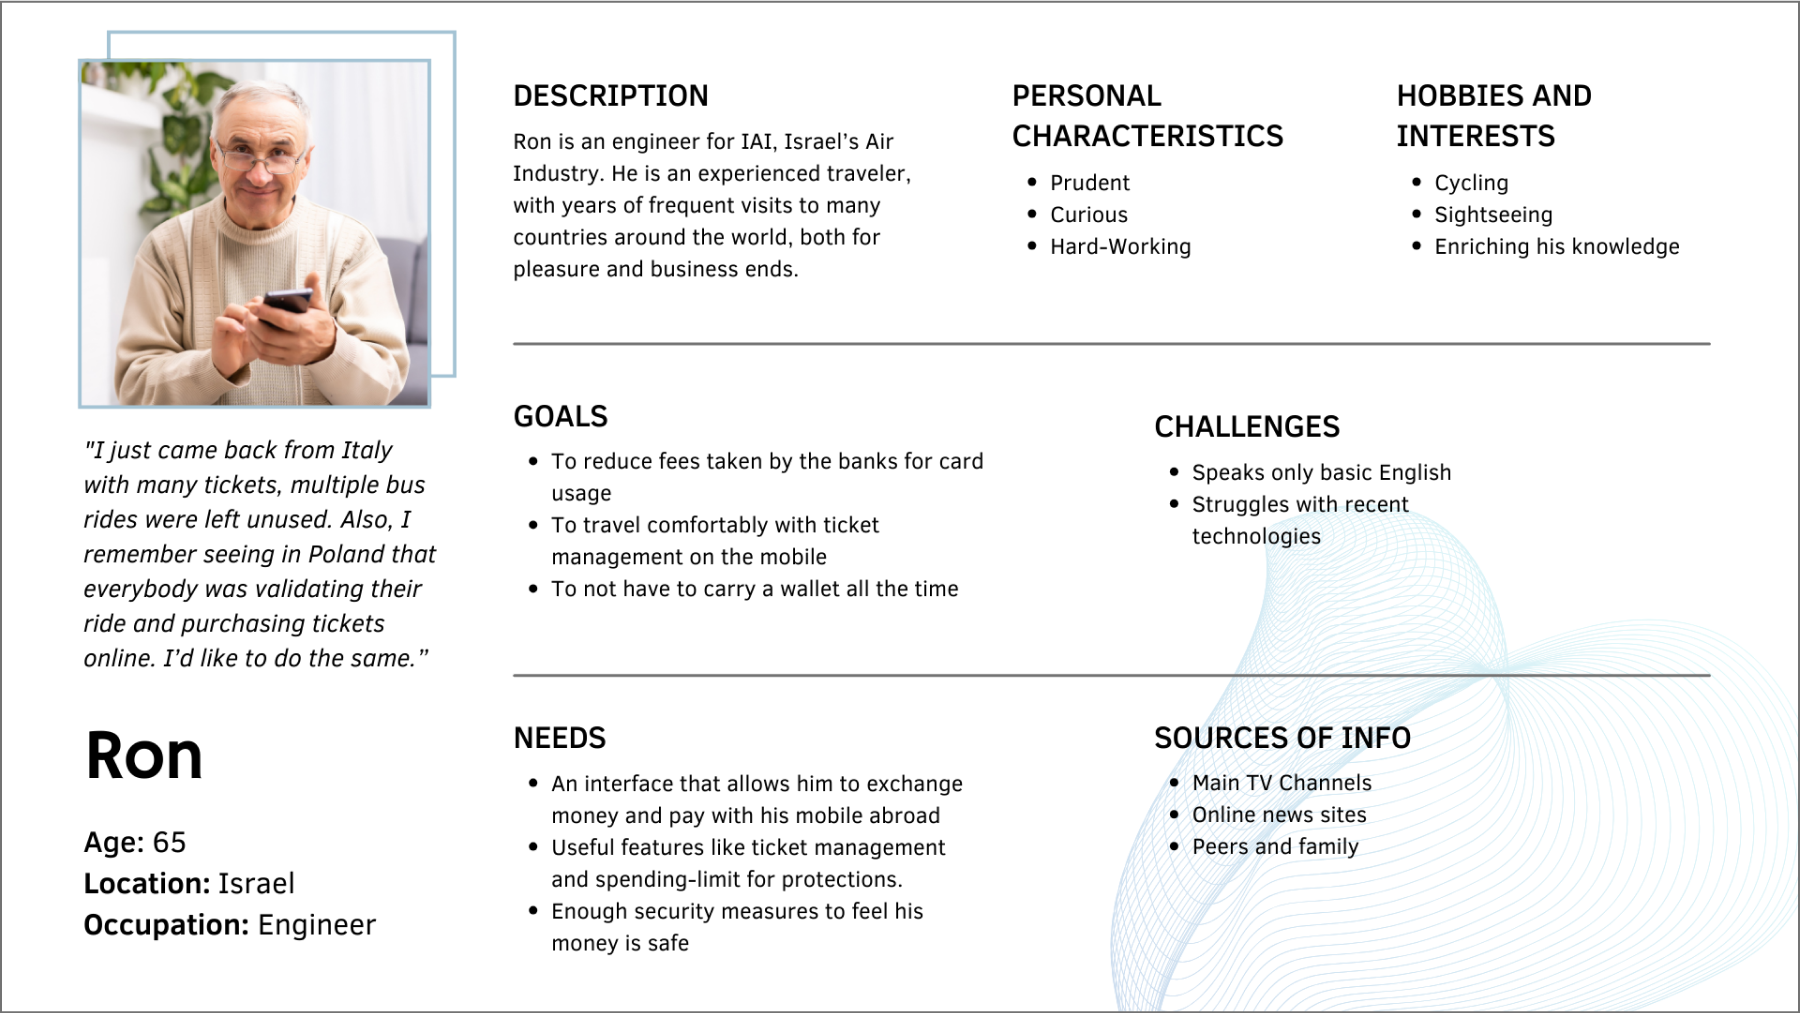 "I just came back from Italy
with many tickets, multiple bus
rides were left unused. Also, I
remember seeing in Poland that
everybody was validating their
ride and purchasing tickets
online. I’d like to do the same.”
Ron
Age: 65
Location: Israel
Occupation: Engineer
DESCRIPTION
Ron is an engineer for IAI, Israel’s Air
Industry. He is an experienced traveler,
with years of frequent visits to many
countries around the world, both for
pleasure and business ends.
PERSONAL
CHARACTERISTICS
• Prudent
• Curious
• Hard-Working
HOBBIES AND
INTERESTS
• Cycling
• Sightseeing
• Enriching his knowledge
GOALS
• To reduce fees taken by the banks for card
usage
• To travel comfortably with ticket
management on the mobile
• To not have to carry a wallet all the time
CHALLENGES
• Speaks only basic English
• Struggles with recent
technologies
NEEDS
• An interface that allows him to exchange
money and pay with his mobile abroad
• Useful features like ticket management
and spending-limit for protections.
• Enough security measures to feel his
money is safe
SOURCES OF INFO
• Main TV Channels
• Online news sites
• Peers and family